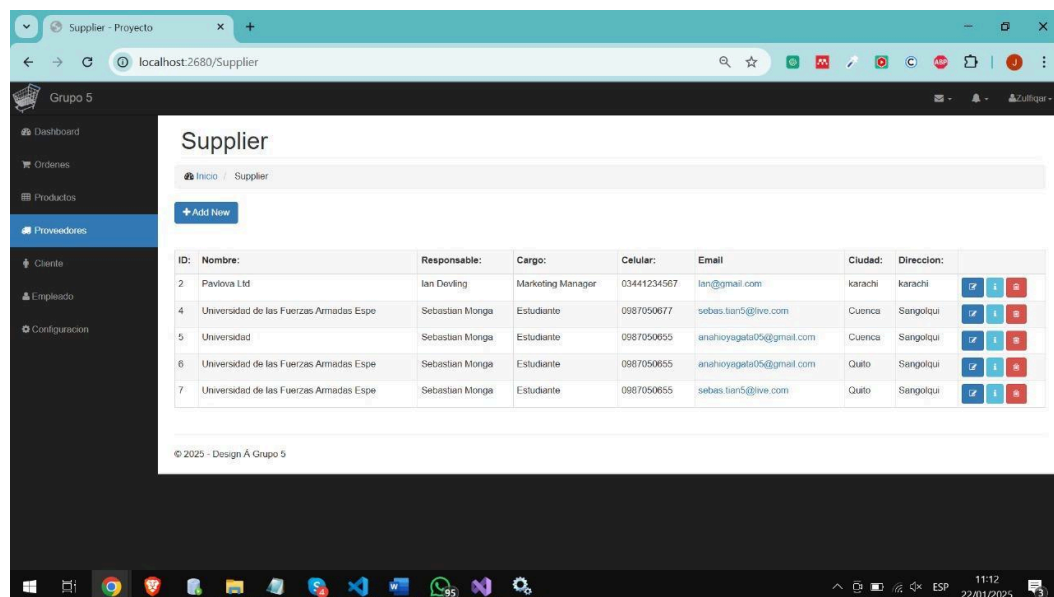 Supplier - Proyecto
localhost:2680/Supplier
ABP
J
Grupo 5
Zulfiqar
Dashboard
Ordenes
Productos
Proveedores
Cliente
Empleado
Configuracion
Supplier
Inicio / Supplier
+ Add New
ID: Nombre: Responsable: Cargo: Celular: Email Ciudad: Direccion:
2 Pavlova Ltd Ian Devling Marketing Manager 03441234567 Ian@gmail.com karachi karachi
4 Universidad de las Fuerzas Armadas Espe Sebastian Monga Estudiante 0987050677 sebas.tian5@live.com Cuenca Sangolqui
5 Universidad Sebastian Monga Estudiante 0987050655 anahioyagata05@gmail.com Cuenca Sangolqui
6 Universidad de las Fuerzas Armadas Espe Sebastian Monga Estudiante 0987050655 anahioyagata05@gmail.com Quito Sangolqui
7 Universidad de las Fuerzas Armadas Espe Sebastian Monga Estudiante 0987050655 sebas.tian5@live.com Quito Sangolqui
© 2025 - Design Á Grupo 5
95
ESP
11:12
22/01/2025
3